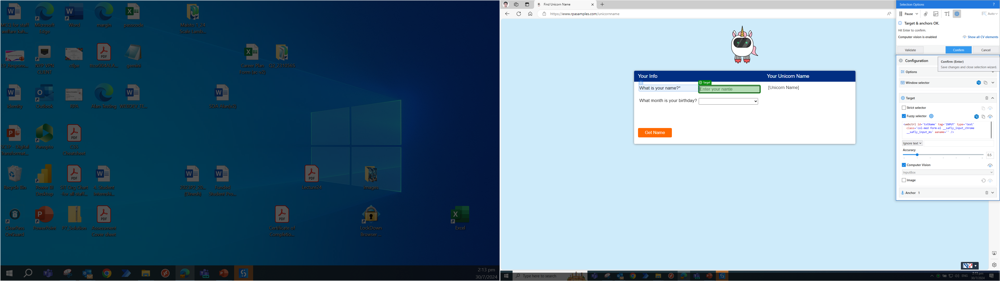 MCQ for staff
welfare kah...
Microsoft
Edge
Word
margin
passcode
Maisto 1_24
Scale Lamb...
L9_Respons...
NYP VPN
CLIENT
ctlpe
ttcsr004ALA...
gemini
Career Plan
Form (ac-v2)
Q2_231056S
idemity
Outlook
RPA
Alan-Testing
WEBDEV_TE...
SDA Alan(v2)
SCTP - Digital
Transformat...
Panopto
CSS
Cheatsheet
Recycle Bin
Power BI
Desktop
SIT Org Chart
-for all staff...
4. Student
Internshi...
2023P2_20...
(Dinesh)
Funded
Student Pro...
Lecture24
images
ClearPass
OnGuard
PowerPoint
P7_Solution
Assessment
Cover sheet
Certificate of
Completio...
LockDown
Browser ...
Excel
2:13 pm
30/7/2024
Find Unicorn Name
https://www.rpasamples.com/unicornname
Your Info
Your Unicorn Name
Target
What is your name?*
Enter your name
[Unicorn Name]
What month is your birthday?
Get Name
Selection Options
?
Pause
Auto
Target & anchors OK.
Hit Enter to confirm.
Computer vision is enabled
Show all CV elements
Validate
Confirm
Cancel
Configuration
Confirm (Enter)
Save changes and close selection wizard.
Options
Window selector
Target
Strict selector
Fuzzy selector
<webctrl id='txtName' tag='INPUT' type='text'
class='col-med form-el __safly_input_chrome
__safly_input_ms' aaname='' />
Ignore text
Accuracy
0.5
Computer Vision
InputBox
Image
Anchor 1
NYP
Type here to search
ENG
2:13 pm
30/7/2024